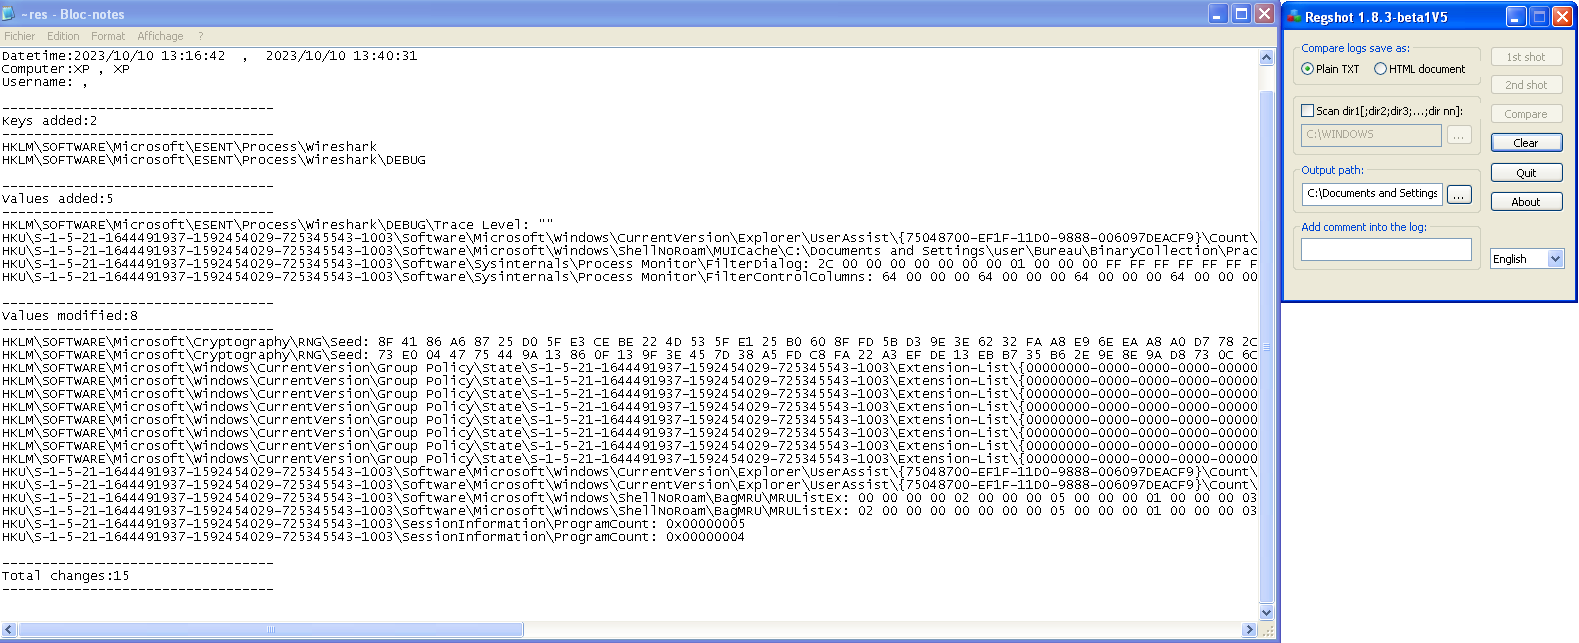 ~res - Bloc-notes
Fichier Edition Format Affichage ?
Datetime:2023/10/10 13:16:42 , 2023/10/10 13:40:31
Computer:XP , XP
Username: ,
----------------------------------
Keys added:2
----------------------------------
HKLM\SOFTWARE\Microsoft\ESENT\Process\Wireshark
HKLM\SOFTWARE\Microsoft\ESENT\Process\Wireshark\DEBUG
----------------------------------
Values added:5
----------------------------------
HKLM\SOFTWARE\Microsoft\ESENT\Process\Wireshark\DEBUG\Trace Level: ""
HKU\S-1-5-21-1644491937-1592454029-725345543-1003\Software\Microsoft\Windows\CurrentVersion\Explorer\UserAssist\{75048700-EF1F-11D0-9888-006097DEACF9}\Count\
HKU\S-1-5-21-1644491937-1592454029-725345543-1003\Software\Microsoft\Windows\ShellNoRoam\MUICache\C:\Documents and Settings\user\Bureau\BinaryCollection\Prac
HKU\S-1-5-21-1644491937-1592454029-725345543-1003\Software\Sysinternals\Process Monitor\FilterDialog: 2C 00 00 00 00 00 00 00 01 00 00 00 FF FF FF FF FF FF F
HKU\S-1-5-21-1644491937-1592454029-725345543-1003\Software\Sysinternals\Process Monitor\FilterControlColumns: 64 00 00 00 64 00 00 00 64 00 00 00 64 00 00 00
----------------------------------
Values modified:8
----------------------------------
HKLM\SOFTWARE\Microsoft\Cryptography\RNG\Seed: 8F 41 86 A6 87 25 D0 5F E3 CE BE 22 4D 53 5F E1 25 B0 60 8F FD 5B D3 9E 3E 62 32 FA A8 E9 6E EA A8 A0 D7 78 2C
HKLM\SOFTWARE\Microsoft\Cryptography\RNG\Seed: 73 E0 04 47 75 44 9A 13 86 0F 13 9F 3E 45 7D 38 A5 FD C8 FA 22 A3 EF DE 13 EB B7 35 B6 2E 9E 8E 9A D8 73 0C 6C
HKLM\SOFTWARE\Microsoft\Windows\CurrentVersion\Group Policy\State\S-1-5-21-1644491937-1592454029-725345543-1003\Extension-List\{00000000-0000-0000-0000-00000
HKLM\SOFTWARE\Microsoft\Windows\CurrentVersion\Group Policy\State\S-1-5-21-1644491937-1592454029-725345543-1003\Extension-List\{00000000-0000-0000-0000-00000
HKLM\SOFTWARE\Microsoft\Windows\CurrentVersion\Group Policy\State\S-1-5-21-1644491937-1592454029-725345543-1003\Extension-List\{00000000-0000-0000-0000-00000
HKLM\SOFTWARE\Microsoft\Windows\CurrentVersion\Group Policy\State\S-1-5-21-1644491937-1592454029-725345543-1003\Extension-List\{00000000-0000-0000-0000-00000
HKLM\SOFTWARE\Microsoft\Windows\CurrentVersion\Group Policy\State\S-1-5-21-1644491937-1592454029-725345543-1003\Extension-List\{00000000-0000-0000-0000-00000
HKLM\SOFTWARE\Microsoft\Windows\CurrentVersion\Group Policy\State\S-1-5-21-1644491937-1592454029-725345543-1003\Extension-List\{00000000-0000-0000-0000-00000
HKLM\SOFTWARE\Microsoft\Windows\CurrentVersion\Group Policy\State\S-1-5-21-1644491937-1592454029-725345543-1003\Extension-List\{00000000-0000-0000-0000-00000
HKLM\SOFTWARE\Microsoft\Windows\CurrentVersion\Group Policy\State\S-1-5-21-1644491937-1592454029-725345543-1003\Extension-List\{00000000-0000-0000-0000-00000
HKU\S-1-5-21-1644491937-1592454029-725345543-1003\Software\Microsoft\Windows\CurrentVersion\Explorer\UserAssist\{75048700-EF1F-11D0-9888-006097DEACF9}\Count\
HKU\S-1-5-21-1644491937-1592454029-725345543-1003\Software\Microsoft\Windows\CurrentVersion\Explorer\UserAssist\{75048700-EF1F-11D0-9888-006097DEACF9}\Count\
HKU\S-1-5-21-1644491937-1592454029-725345543-1003\Software\Microsoft\Windows\ShellNoRoam\BagMRU\MRUListEx: 00 00 00 00 02 00 00 00 05 00 00 00 01 00 00 00 03
HKU\S-1-5-21-1644491937-1592454029-725345543-1003\Software\Microsoft\Windows\ShellNoRoam\BagMRU\MRUListEx: 02 00 00 00 00 00 00 00 05 00 00 00 01 00 00 00 03
HKU\S-1-5-21-1644491937-1592454029-725345543-1003\SessionInformation\ProgramCount: 0x00000005
HKU\S-1-5-21-1644491937-1592454029-725345543-1003\SessionInformation\ProgramCount: 0x00000004
----------------------------------
Total changes:15
----------------------------------
Regshot 1.8.3-beta1V5
Compare logs save as:
Plain TXT HTML document
Scan dir1[;dir2;dir3;...;dir nn]:
C:\WINDOWS ...
Output path:
C:\Documents and Settings ...
Add comment into the log:
1st shot
2nd shot
Compare
Clear
Quit
About
English